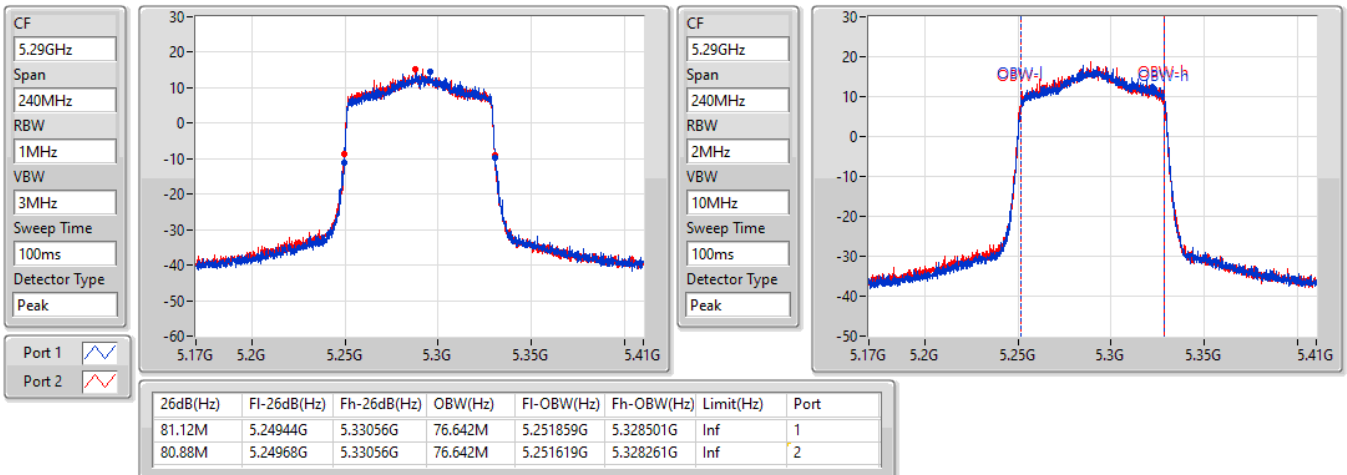 CF
5.29GHz
Span
240MHz
RBW
1MHz
VBW
3MHz
Sweep Time
100ms
Detector Type
Peak
30
20
10
0
-10
-20
-30
-40
-50
-60
5.17G 5.2G 5.25G 5.3G 5.35G 5.41G
CF
5.29GHz
Span
240MHz
RBW
2MHz
VBW
10MHz
Sweep Time
100ms
Detector Type
Peak
30
20
10
0
-10
-20
-30
-40
-50
OBW-l OBW-h
5.17G 5.2G 5.25G 5.3G 5.35G 5.41G
Port 1
Port 2
26dB(Hz) Fl-26dB(Hz) Fh-26dB(Hz) OBW(Hz) Fl-OBW(Hz) Fh-OBW(Hz) Limit(Hz) Port
81.12M 5.24944G 5.33056G 76.642M 5.251859G 5.328501G Inf 1
80.88M 5.24968G 5.33056G 76.642M 5.251619G 5.328261G Inf 2